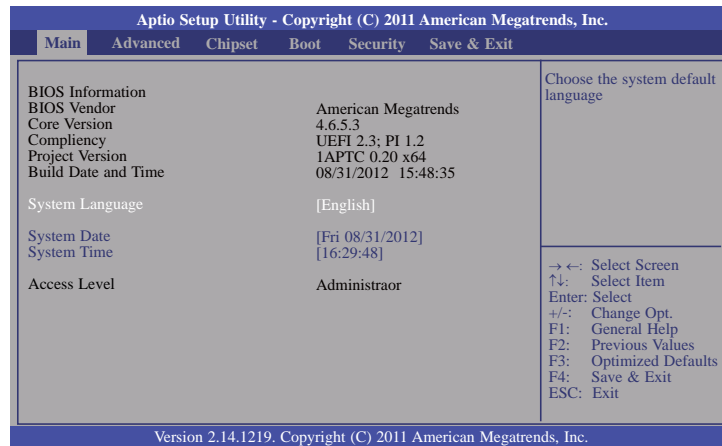 Aptio Setup Utility - Copyright (C) 2011 American Megatrends, Inc.
Main Advanced Chipset Boot Security Save & Exit
BIOS Information
BIOS Vendor American Megatrends
Core Version 4.6.5.3
Compliency UEFI 2.3; PI 1.2
Project Version 1APTC 0.20 x64
Build Date and Time 08/31/2012 15:48:35
System Language [English]
System Date [Fri 08/31/2012]
System Time [16:29:48]
Access Level Administraor
Choose the system default
language
→ ←: Select Screen
↑↓: Select Item
Enter: Select
+/-: Change Opt.
F1: General Help
F2: Previous Values
F3: Optimized Defaults
F4: Save & Exit
ESC: Exit
Version 2.14.1219. Copyright (C) 2011 American Megatrends, Inc.